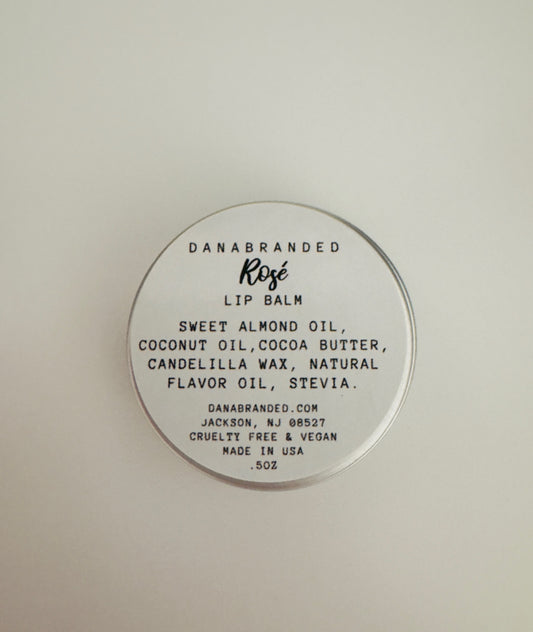 DANABRANDED
Rosé
LIP BALM
SWEET ALMOND OIL,
COCONUT OIL,COCOA BUTTER,
CANDELILLA WAX, NATURAL
FLAVOR OIL, STEVIA.
DANABRANDED.COM
JACKSON, NJ 08527
CRUELTY FREE & VEGAN
MADE IN USA
.5OZ